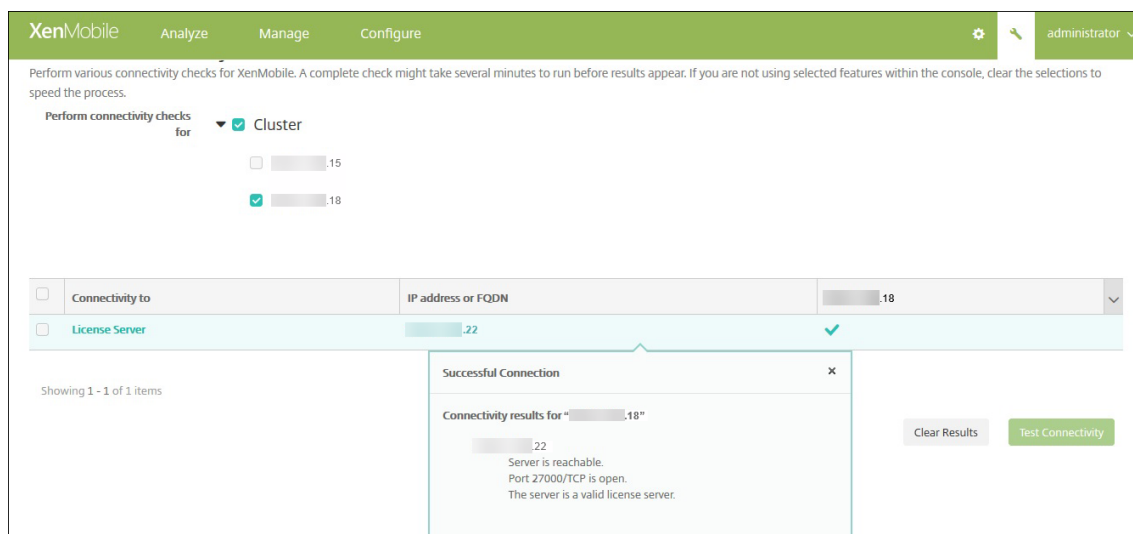 XenMobile Analyze Manage Configure administrator
Perform various connectivity checks for XenMobile. A complete check might take several minutes to run before results appear. If you are not using selected features within the console, clear the selections to
speed the process.
Perform connectivity checks
for
Cluster
.15
.18
Connectivity to IP address or FQDN .18
License Server .22
Successful Connection ×
Showing 1 - 1 of 1 items
Connectivity results for “ .18”
Clear Results Test Connectivity
.22
Server is reachable.
Port 27000/TCP is open.
The server is a valid license server.